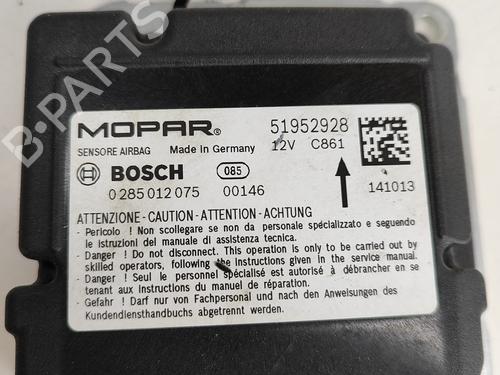 B-PARTS
MOPAR® 51952928
SENSORE AIRBAG Made in Germany 12V C861
BOSCH 085
0 285 012 075 00146 141013
ATTENZIONE - CAUTION - ATTENTION - ACHTUNG
- Pericolo ! Non scollegare se non da personale spécializzato e seguendo
le istruzioni del manuale di assistenza tecnica.
- Danger ! Do not disconnect. This operation is only to be carried out by
skilled operators, following the instructions given in the service manual.
- Danger ! Seul le personnel spécialisé est autorisé à débrancher en se
tenant aux instructions du manuel de réparation.
- Gefahr ! Darf nur von Fachpersonal und nach den Anweisungen des
Kundendiensthandbuchs abgetrennt werden.